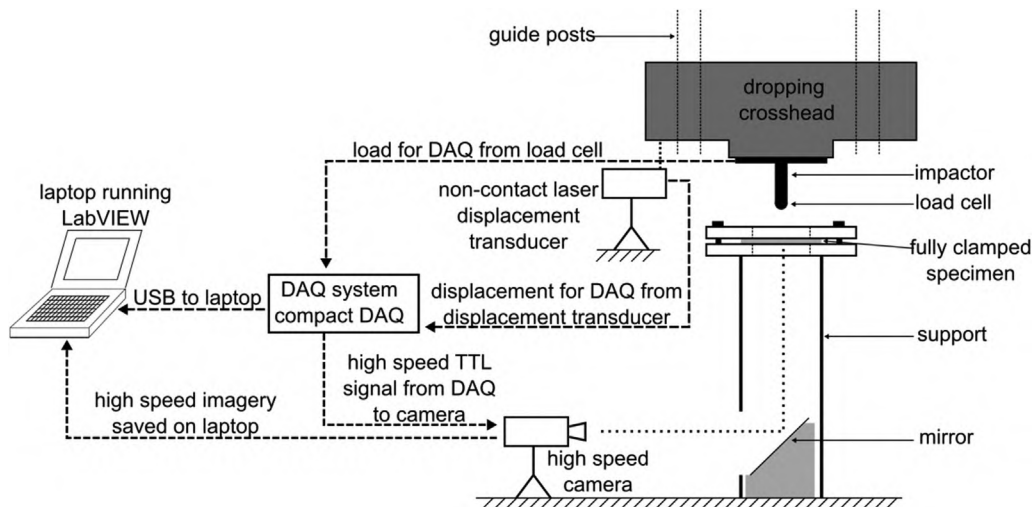 guide posts
dropping
crosshead
load for DAQ from load cell
impactor
laptop running
LabVIEW
non-contact laser
displacement
transducer
load cell
fully clamped
specimen
USB to laptop
DAQ system
compact DAQ
displacement for DAQ from
displacement transducer
support
high speed TTL
signal from DAQ
to camera
high speed imagery
saved on laptop
mirror
high speed
camera